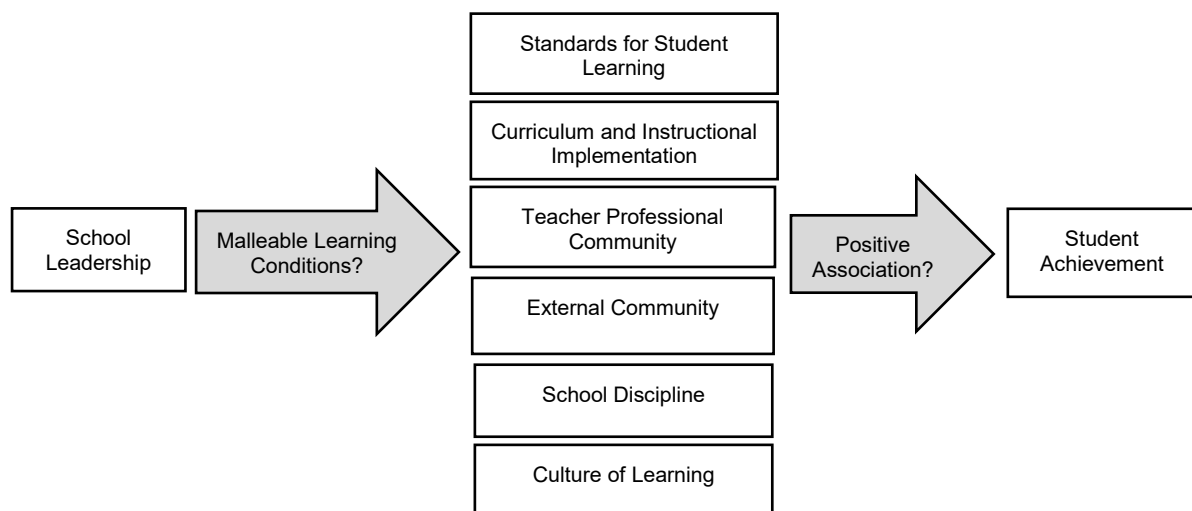 School
Leadership
Malleable Learning
Conditions?
Standards for Student
Learning
Curriculum and Instructional
Implementation
Teacher Professional
Community
External Community
School Discipline
Culture of Learning
Positive
Association?
Student
Achievement